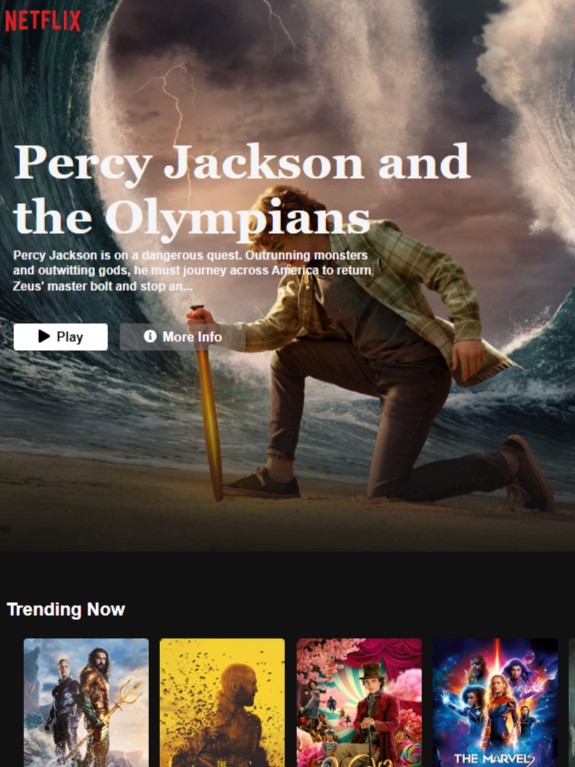 NETFLIX
Percy Jackson and
the Olympians
Percy Jackson is on a dangerous quest. Outrunning monsters
and outwitting gods, he must journey across America to return
Zeus' master bolt and stop an...
Play
More Info
Trending Now
THE
THE MARVELS